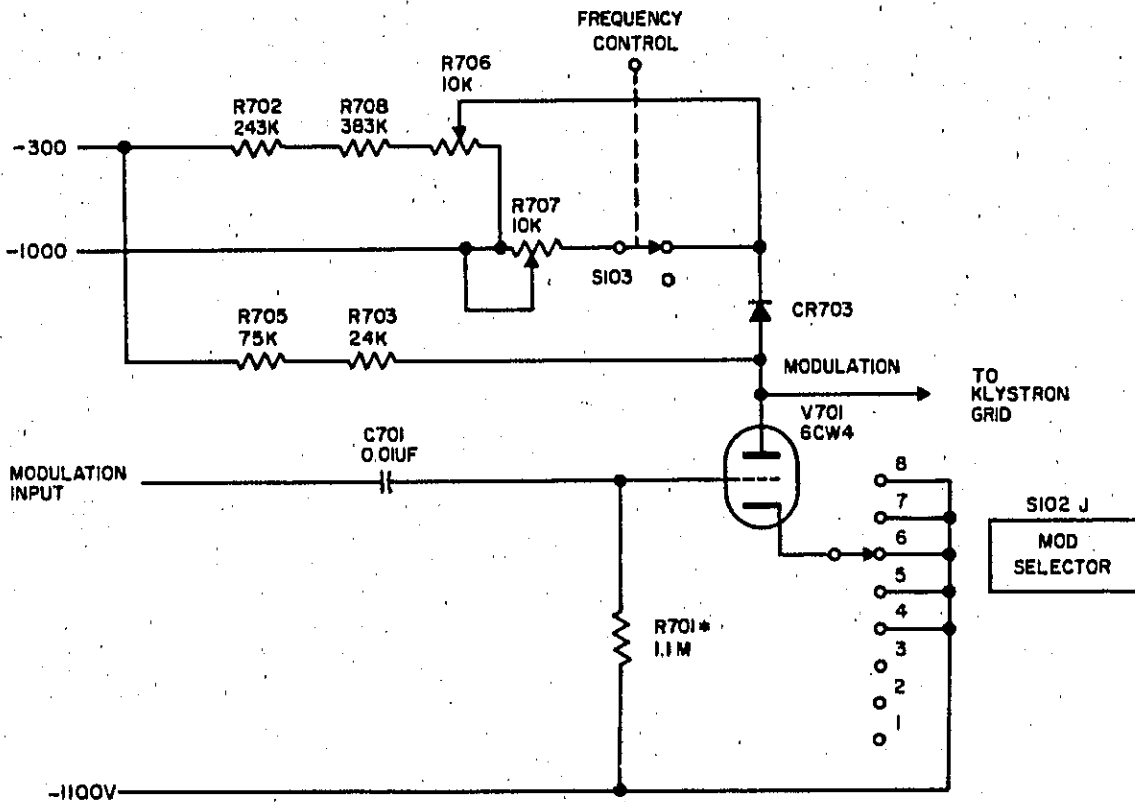 FREQUENCY
CONTROL
R706
10K
R702
243K
R708
383K
-300
R707
10K
-1000
S103
R705
75K
R703
24K
CR703
MODULATION
TO
KLYSTRON
GRID
V701
6CW4
C701
0.01UF
MODULATION
INPUT
8
7
6
5
4
3
2
1
S102 J
MOD
SELECTOR
R701*
1.1M
-1100V